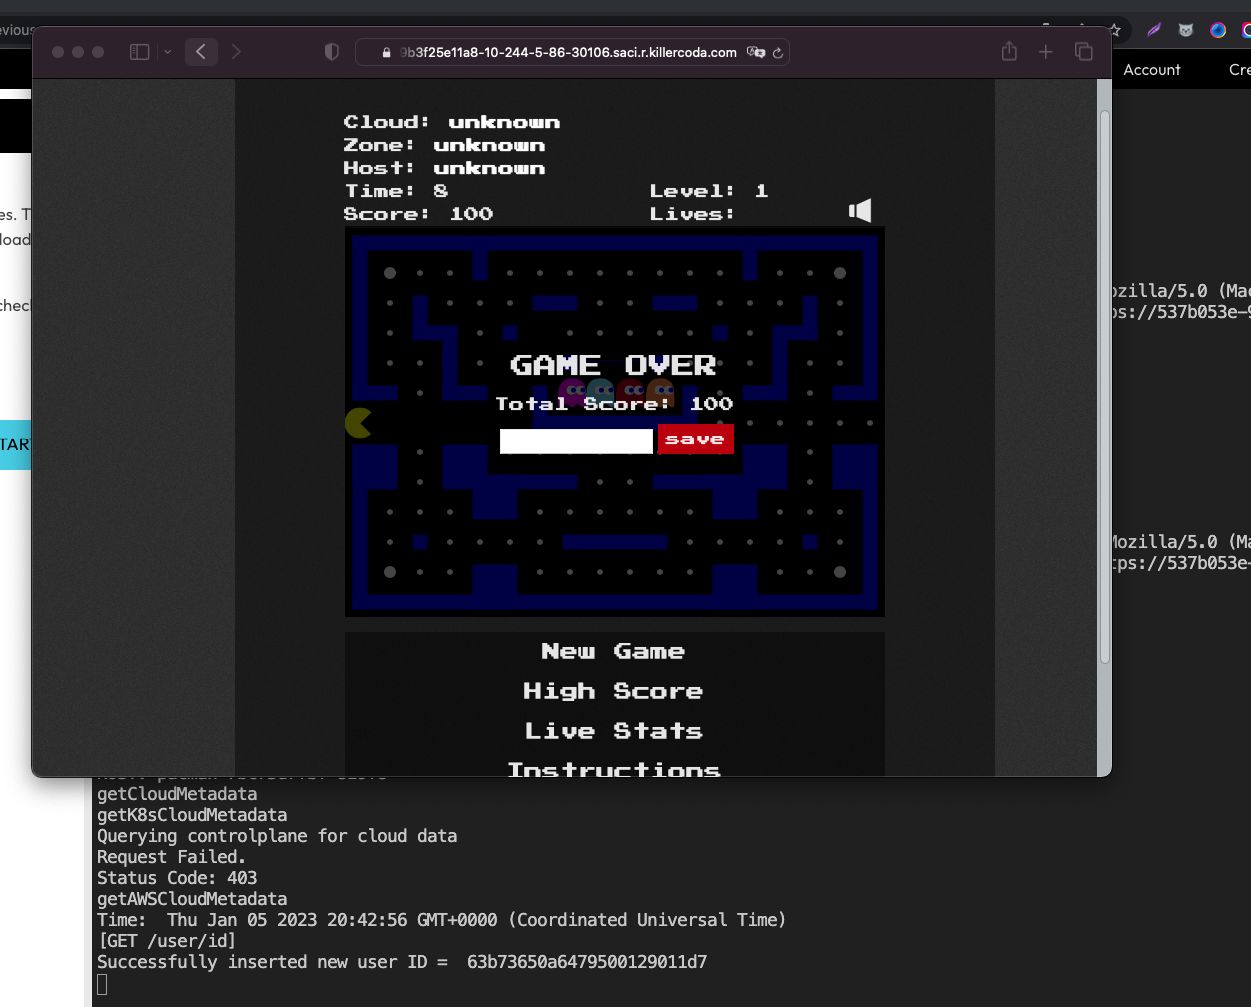 evious
9b3f25e11a8-10-244-5-86-30106.saci.r.killercoda.com
Account
Cloud: unknown
Zone: unknown
Host: unknown
Time: 8
Level: 1
Score: 100
Lives:
es. T
load
ozilla/5.0 (Mac
os://537b053e-9
chec
GAME OVER
Total Score: 100
save
TAR
Mozilla/5.0 (Ma
tps://537b053e-
New Game
High Score
Live Stats
Instructions
getCloudMetadata
getK8sCloudMetadata
Querying controlplane for cloud data
Request Failed.
Status Code: 403
getAWSCloudMetadata
Time:  Thu Jan 05 2023 20:42:56 GMT+0000 (Coordinated Universal Time)
[GET /user/id]
Successfully inserted new user ID =  63b73650a6479500129011d7